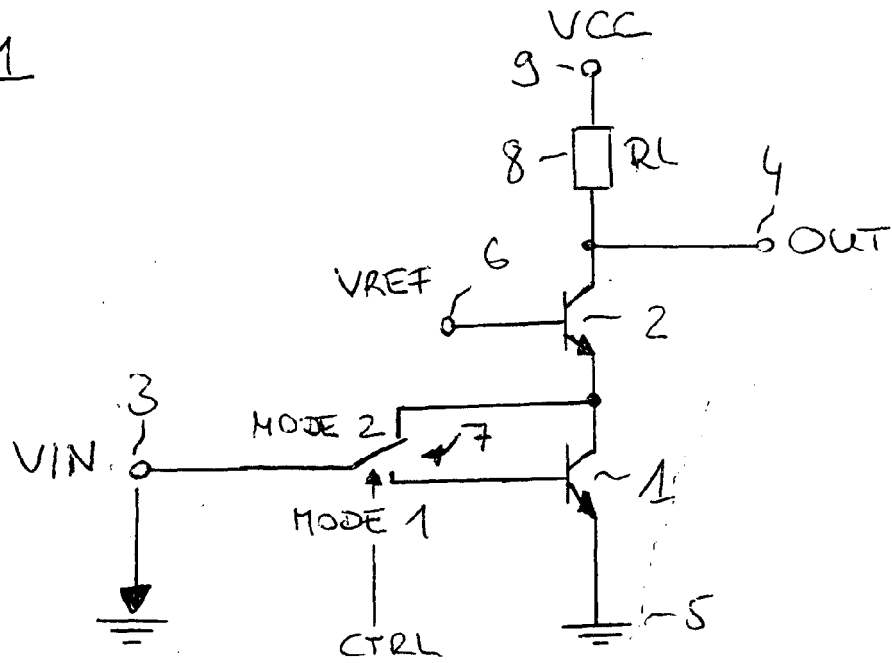 1
VCC
9
8 RL
4
OUT
6
VREF
2
3
MODE 2 7
VIN
1
MODE 1
5
CTRL